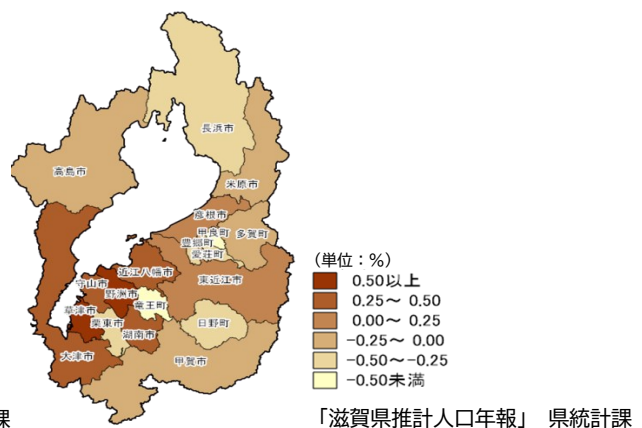 長浜市
高島市
米原市
彦根市
甲良町
多賀町
豊郷町
愛荘町
近江八幡市
東近江市
守山市
野洲市
竜王町
草津市
栗東市
湖南市
日野町
大津市
甲賀市
（単位：％）
0.50以上
0.25～ 0.50
0.00～ 0.25
-0.25～ 0.00
-0.50～-0.25
-0.50未満
課
「滋賀県推計人口年報」 県統計課